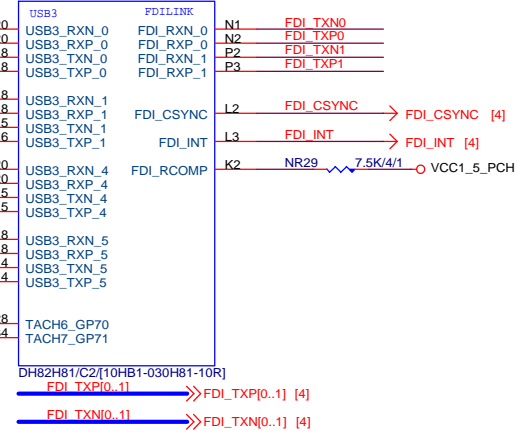 USB3 FDILINK
USB3_RXN_0 FDI_RXN_0 N1 FDI_TXN0
USB3_RXP_0 FDI_RXP_0 N2 FDI_TXP0
USB3_TXN_0 FDI_RXN_1 P2 FDI_TXN1
USB3_TXP_0 FDI_RXP_1 P3 FDI_TXP1
USB3_RXN_1
USB3_RXP_1 FDI_CSYNC L2 FDI_CSYNC FDI_CSYNC [4]
USB3_TXN_1
USB3_TXP_1 FDI_INT L3 FDI_INT FDI_INT [4]
USB3_RXN_4 FDI_RCOMP K2 NR29 7.5K/4/1 VCC1_5_PCH
USB3_RXP_4
USB3_TXN_4
USB3_TXP_4
USB3_RXN_5
USB3_RXP_5
USB3_TXN_5
USB3_TXP_5
TACH6_GP70
TACH7_GP71
DH82H81/C2/[10HB1-030H81-10R]
FDI_TXP[0..1] FDI_TXP[0..1] [4]
FDI_TXN[0..1] FDI_TXN[0..1] [4]